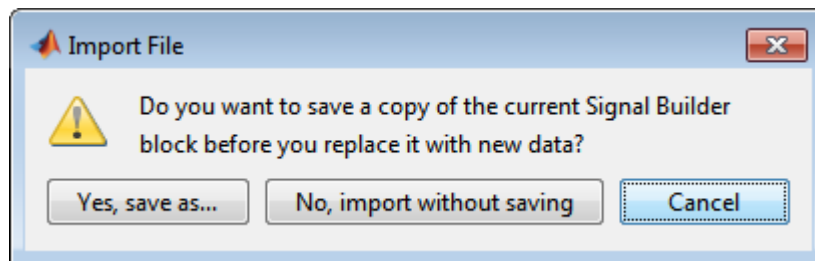 Import File
Do you want to save a copy of the current Signal Builder
block before you replace it with new data?
Yes, save as...
No, import without saving
Cancel